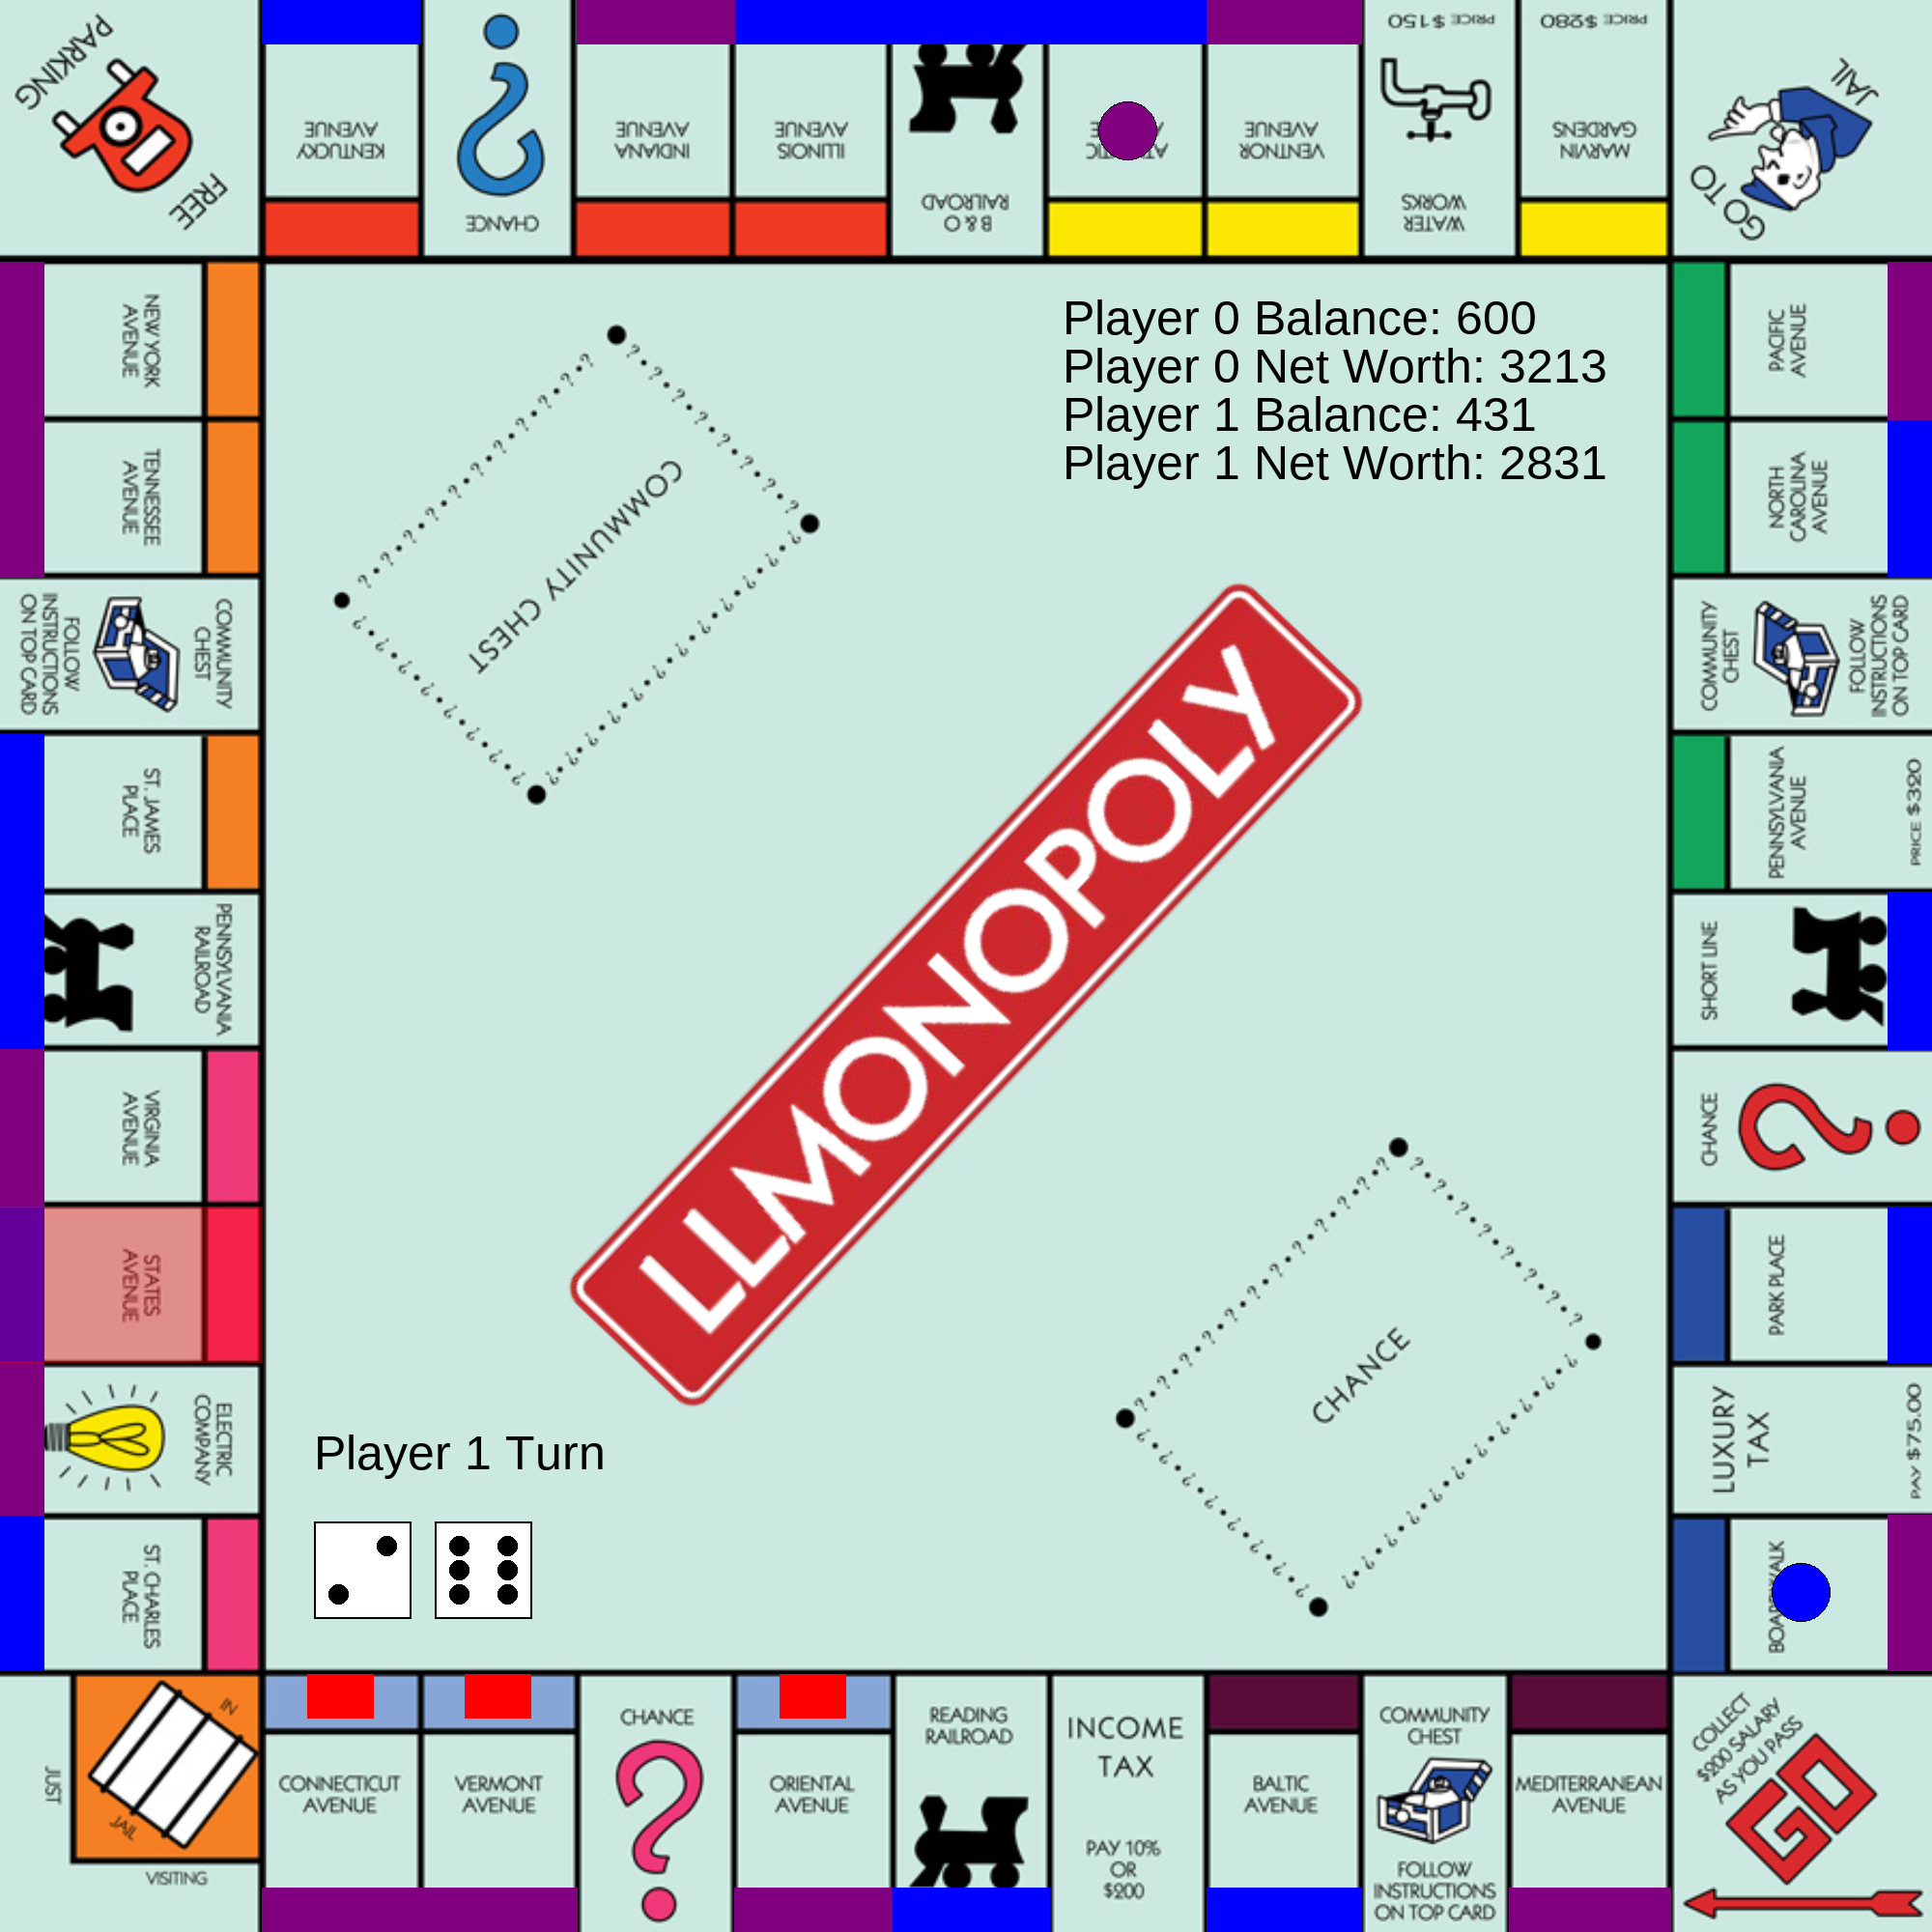 FREE
PARKING
KENTUCKY
AVENUE
CHANCE
INDIANA
AVENUE
ILLINOIS
AVENUE
B & O
RAILROAD
VENTNOR
AVENUE
WATER
WORKS
PRICE $150
MARVIN
GARDENS
PRICE $280
GO TO
JAIL
NEW YORK
AVENUE
TENNESSEE
AVENUE
COMMUNITY
CHEST
FOLLOW
INSTRUCTIONS
ON TOP CARD
ST. JAMES
PLACE
PENNSYLVANIA
RAILROAD
VIRGINIA
AVENUE
STATES
AVENUE
ELECTRIC
COMPANY
ST. CHARLES
PLACE
Player 0 Balance: 600
Player 0 Net Worth: 3213
Player 1 Balance: 431
Player 1 Net Worth: 2831
COMMUNITY CHEST
LLMONOPOLY
CHANCE
Player 1 Turn
PACIFIC
AVENUE
NORTH
CAROLINA
AVENUE
COMMUNITY
CHEST
FOLLOW
INSTRUCTIONS
ON TOP CARD
PENNSYLVANIA
AVENUE
PRICE $320
SHORT LINE
CHANCE
PARK PLACE
LUXURY
TAX
PAY $75.00
JUST
VISITING
IN
JAIL
CONNECTICUT
AVENUE
VERMONT
AVENUE
CHANCE
ORIENTAL
AVENUE
READING
RAILROAD
INCOME
TAX
PAY 10%
OR
$200
BALTIC
AVENUE
COMMUNITY
CHEST
FOLLOW
INSTRUCTIONS
ON TOP CARD
MEDITERRANEAN
AVENUE
COLLECT
$200 SALARY
AS YOU PASS
GO